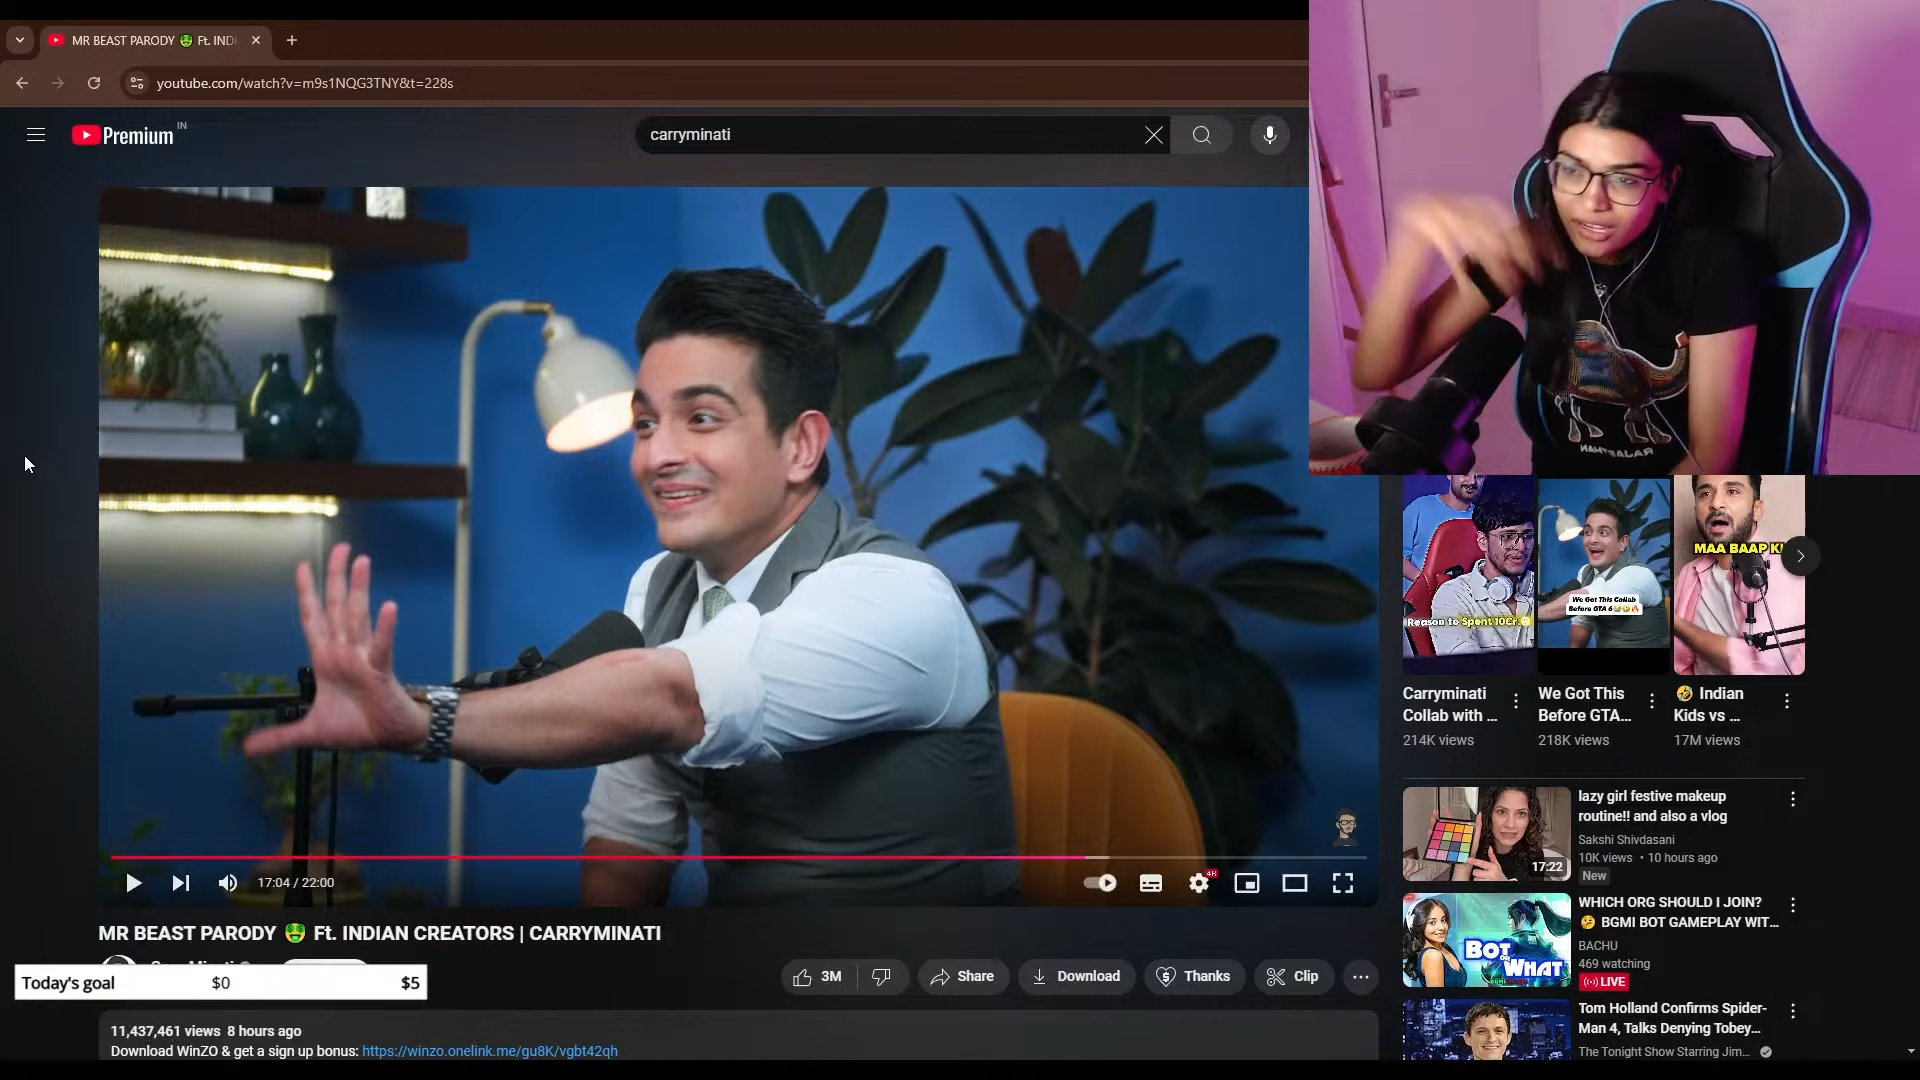 MR BEAST PARODY 🤑 Ft. IND
youtube.com/watch?v=m9s1NQG3TNY&t=228s
Premium IN
carryminati
17:04 / 22:00
4K
MR BEAST PARODY 🤑 Ft. INDIAN CREATORS | CARRYMINATI
Today's goal $0 $5
3M
Share
Download
Thanks
Clip
11,437,461 views 8 hours ago
Download WinZO & get a sign up bonus: https://winzo.onelink.me/gu8K/vgbt42qh
Reason to Spent 10Cr.
We Got This Collab
Before GTA 6
MAA BAAP KI
Carryminati
Collab with ...
214K views
We Got This
Before GTA...
218K views
🤣 Indian
Kids vs ...
17M views
17:22
lazy girl festive makeup
routine!! and also a vlog
Sakshi Shivdasani
10K views • 10 hours ago
New
BOT
OR
WHAT
WHICH ORG SHOULD I JOIN?
🤔 BGMI BOT GAMEPLAY WIT...
BACHU
469 watching
LIVE
Tom Holland Confirms Spider-
Man 4, Talks Denying Tobey...
The Tonight Show Starring Jim...